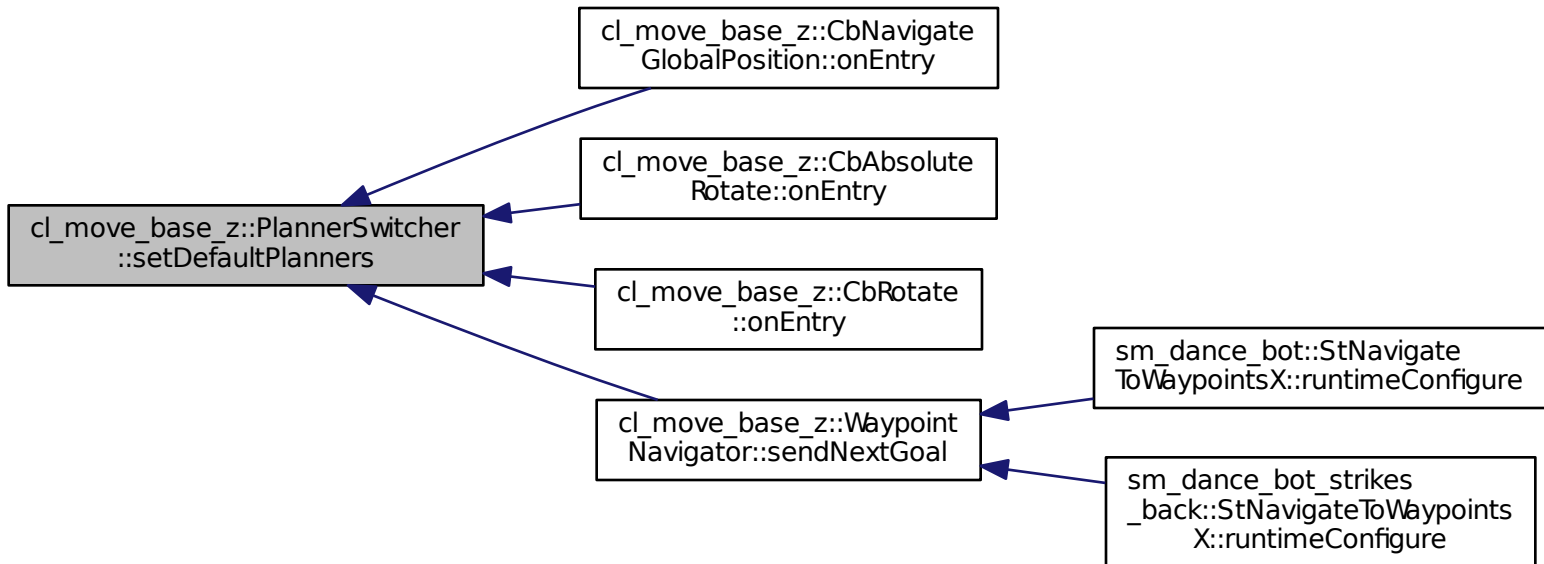 cl_move_base_z::CbNavigate
GlobalPosition::onEntry
cl_move_base_z::CbAbsolute
Rotate::onEntry
cl_move_base_z::PlannerSwitcher
::setDefaultPlanners
cl_move_base_z::CbRotate
::onEntry
cl_move_base_z::Waypoint
Navigator::sendNextGoal
sm_dance_bot::StNavigate
ToWaypointsX::runtimeConfigure
sm_dance_bot_strikes
_back::StNavigateToWaypoints
X::runtimeConfigure